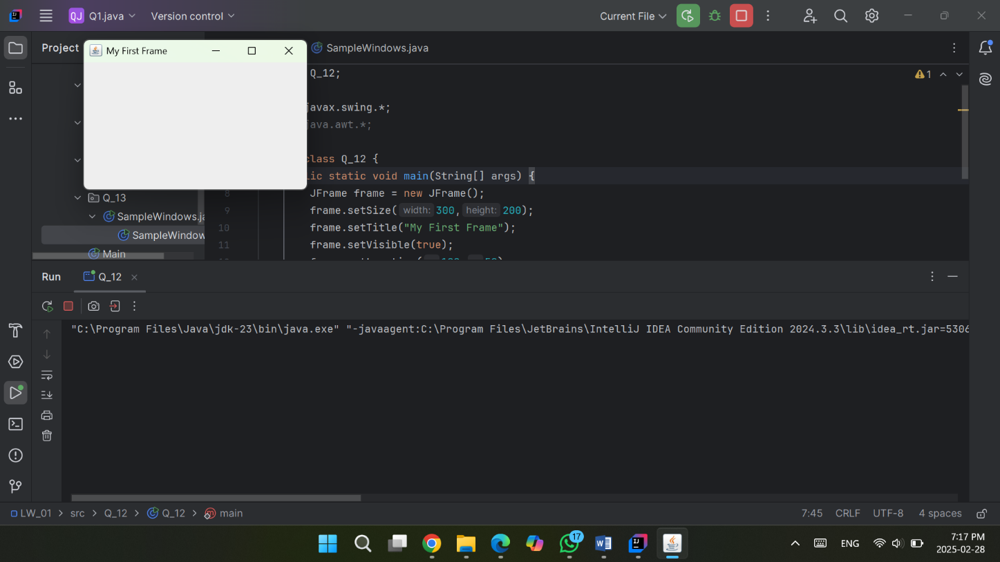 QJ Q1.java Version control Current File
Project
My First Frame
SampleWindows.java
Q_12;
1
javax.swing.*;
java.awt.*;
class Q_12 {
lic static void main(String[] args) {
8 JFrame frame = new JFrame();
9 frame.setSize( width: 300, height: 200);
10 frame.setTitle("My First Frame");
11 frame.setVisible(true);
Q_13
SampleWindows.ja
SampleWindow
Main
Run Q_12
"C:\Program Files\Java\jdk-23\bin\java.exe" "-javaagent:C:\Program Files\JetBrains\IntelliJ IDEA Community Edition 2024.3.3\lib\idea_rt.jar=5306
LW_01 > src > Q_12 > Q_12 > main 7:45 CRLF UTF-8 4 spaces
17
ENG
7:17 PM
2025-02-28